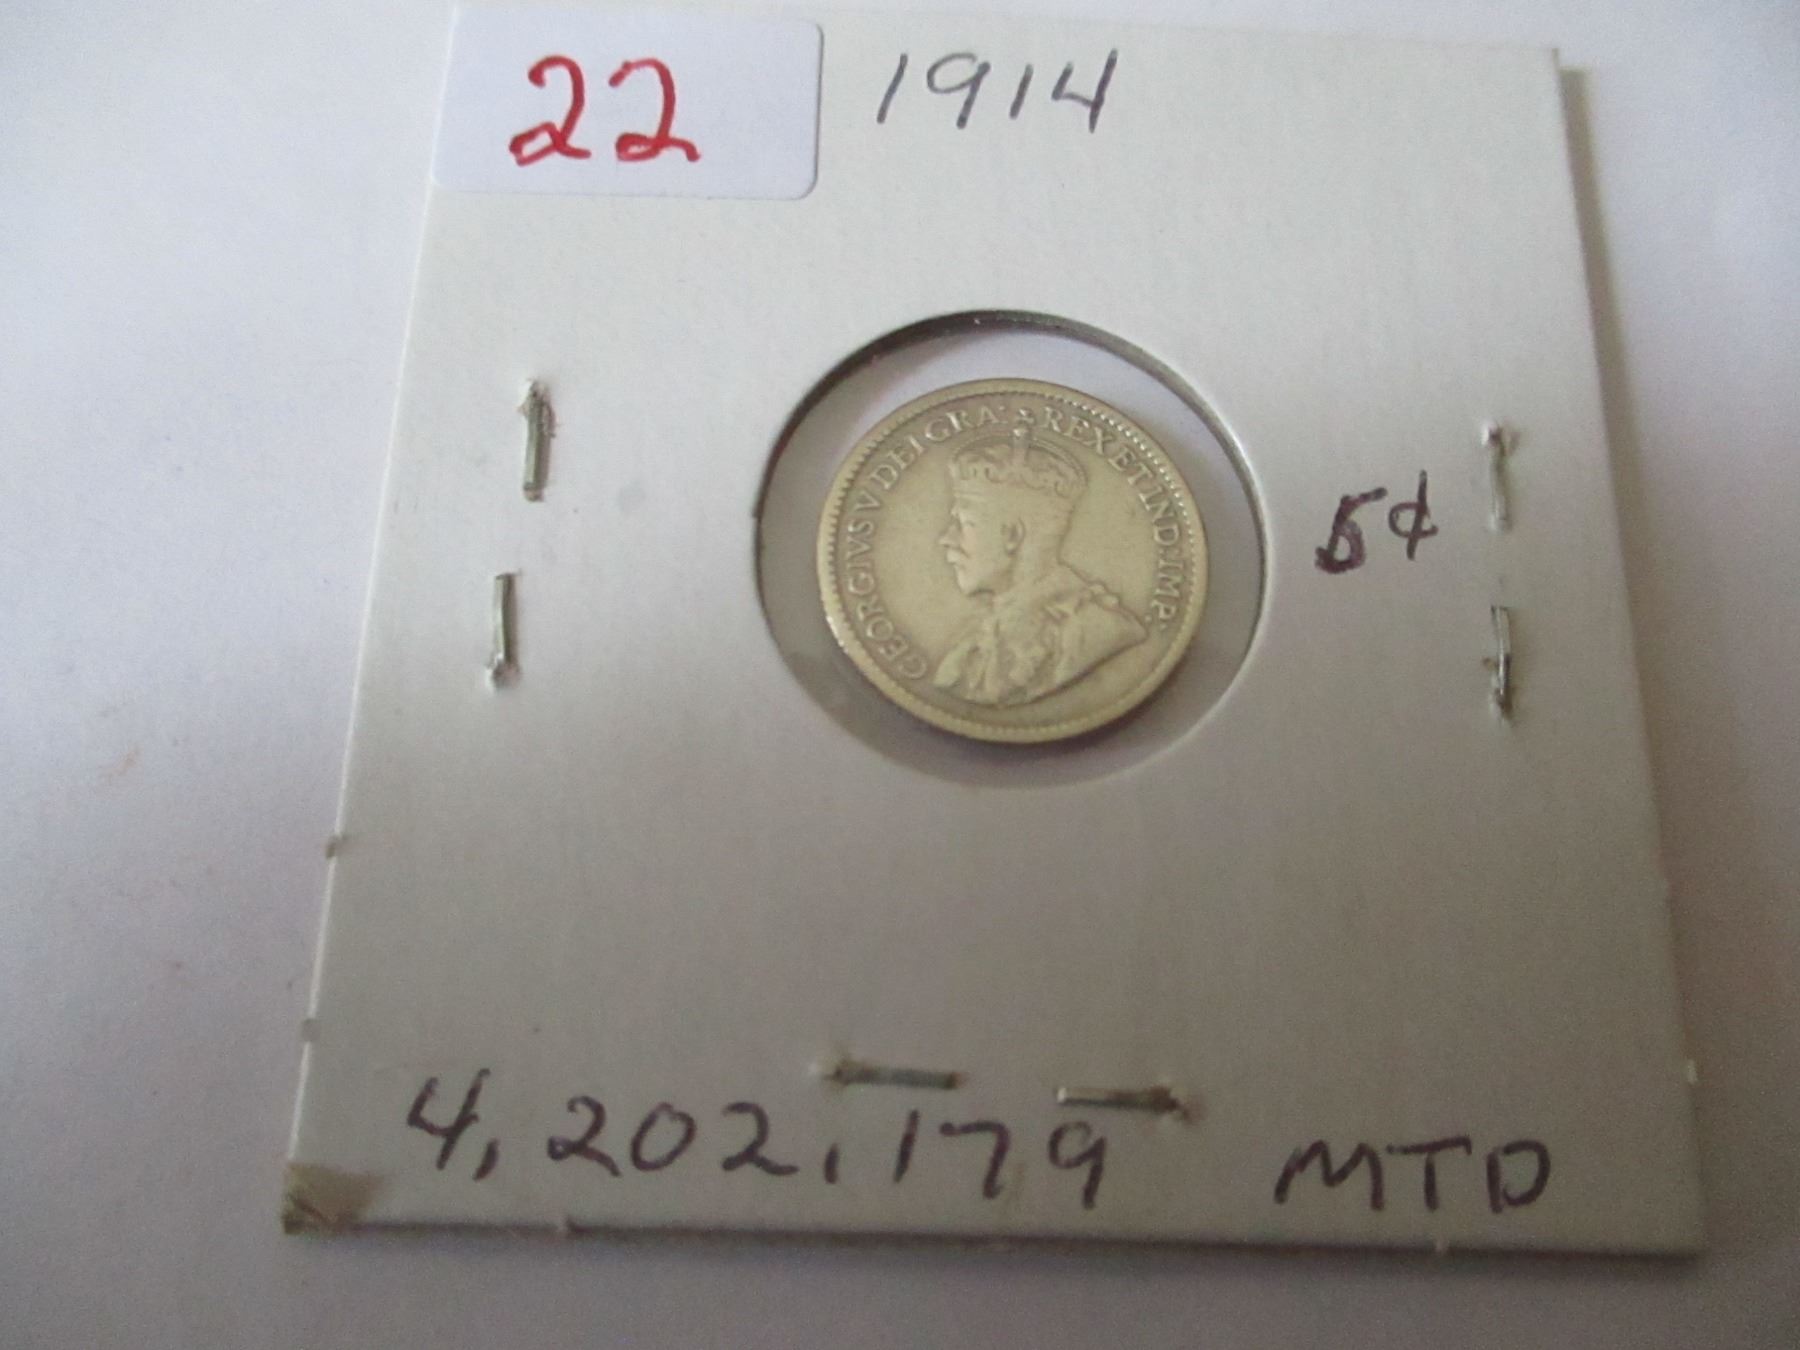 22
1914
GEORGIVS V DEI GRA: REX ET IND: IMP.
5¢
4,202,179 MTD